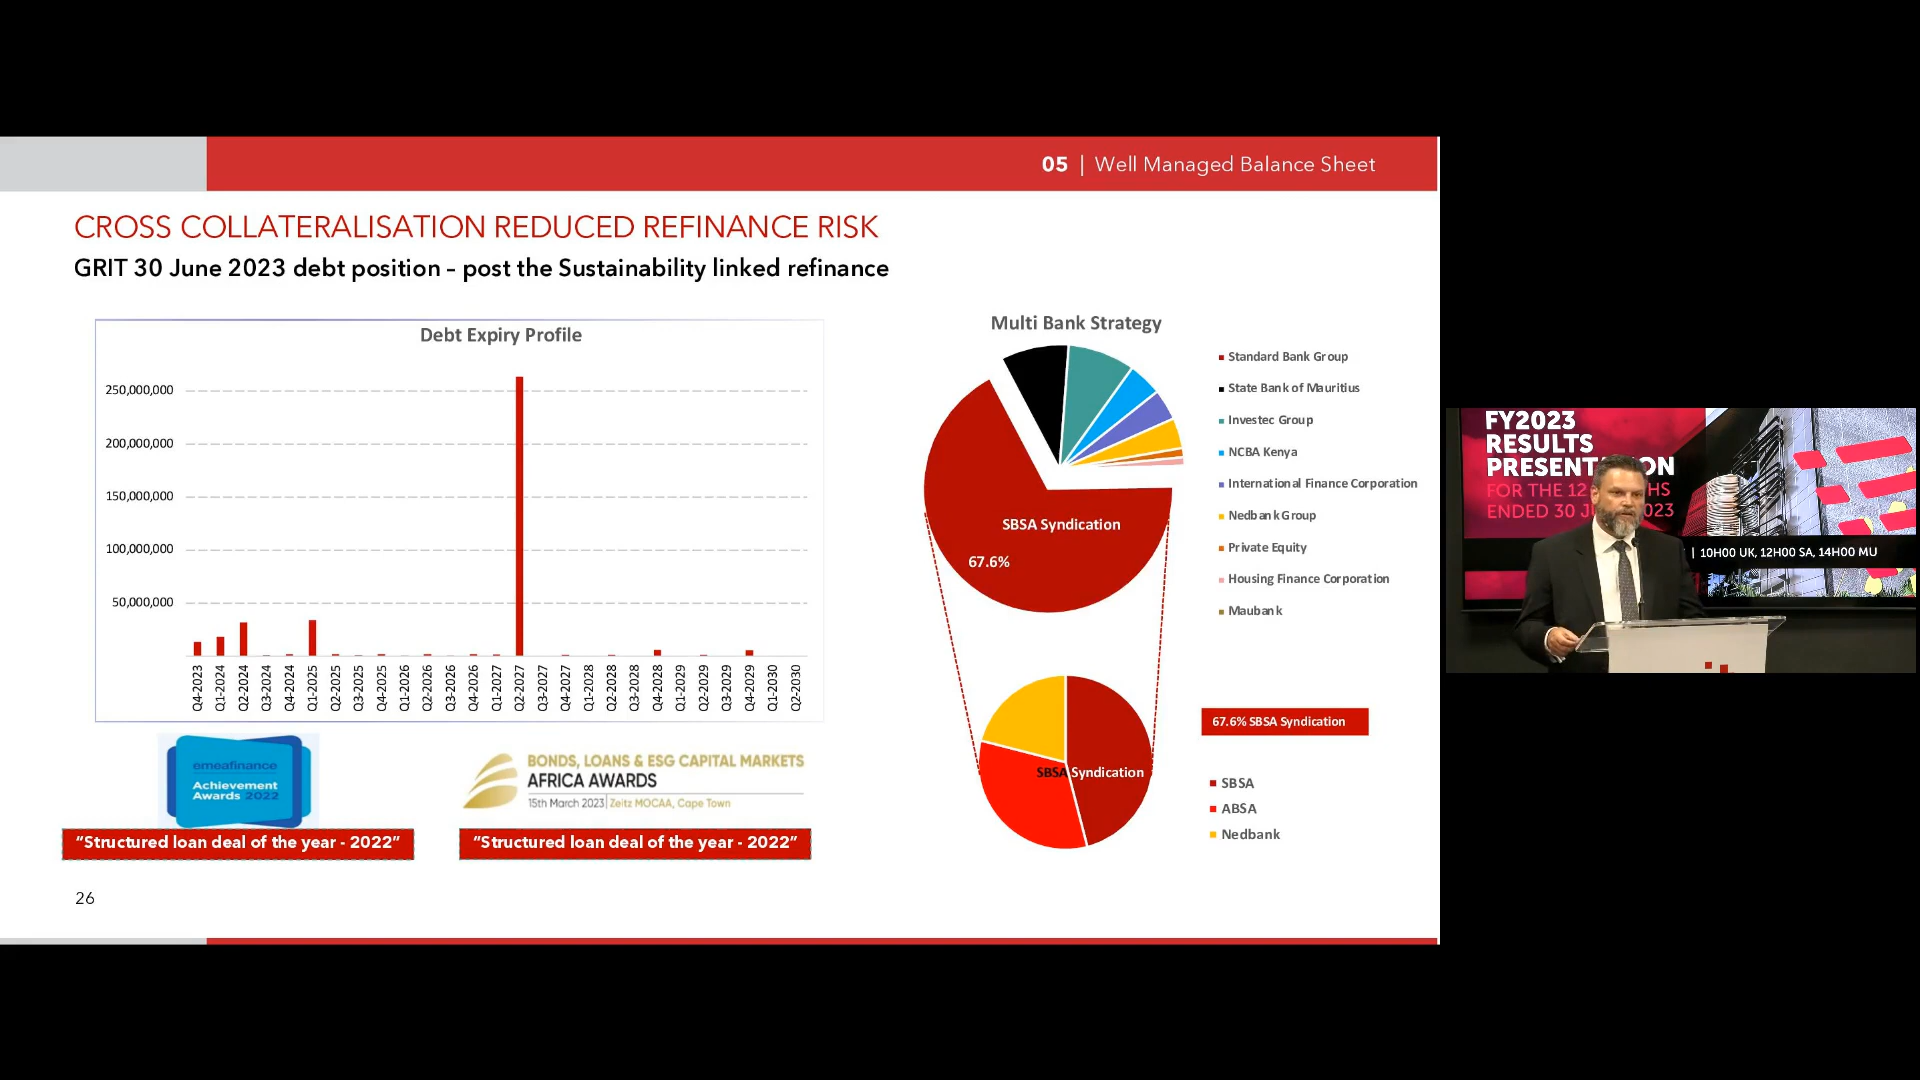 05 | Well Managed Balance Sheet
CROSS COLLATERALISATION REDUCED REFINANCE RISK
GRIT 30 June 2023 debt position – post the Sustainability linked refinance
Debt Expiry Profile
250,000,000
200,000,000
150,000,000
100,000,000
50,000,000
Q4-2023
Q1-2024
Q2-2024
Q3-2024
Q4-2024
Q1-2025
Q2-2025
Q3-2025
Q4-2025
Q1-2026
Q2-2026
Q3-2026
Q4-2026
Q1-2027
Q2-2027
Q3-2027
Q4-2027
Q1-2028
Q2-2028
Q3-2028
Q4-2028
Q1-2029
Q2-2029
Q3-2029
Q4-2029
Q1-2030
Q2-2030
Multi Bank Strategy
SBSA Syndication
67.6%
Standard Bank Group
State Bank of Mauritius
Investec Group
NCBA Kenya
International Finance Corporation
Nedbank Group
Private Equity
Housing Finance Corporation
Maubank
SBSA Syndication
67.6% SBSA Syndication
SBSA
ABSA
Nedbank
emeafinance
Achievement
Awards 2022
"Structured loan deal of the year - 2022"
BONDS, LOANS & ESG CAPITAL MARKETS
AFRICA AWARDS
15th March 2023 | Zeitz MOCAA, Cape Town
"Structured loan deal of the year - 2022"
26
FY2023
RESULTS
PRESENT ON
FOR THE 12 HS
ENDED 30 J 023
| 10H00 UK, 12H00 SA, 14H00 MU